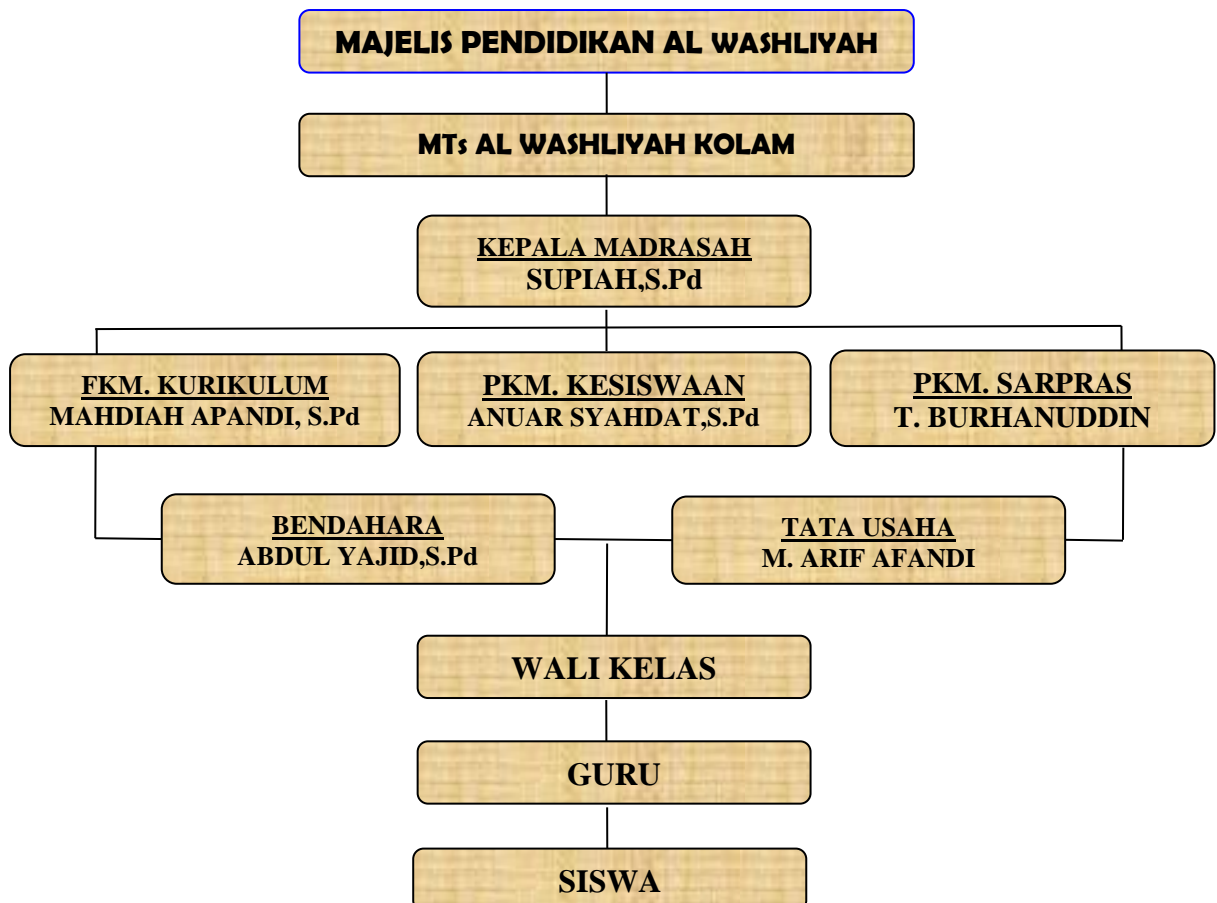 MAJELIS PENDIDIKAN AL WASHLIYAH
MTs AL WASHLIYAH KOLAM
KEPALA MADRASAH
SUPIAH,S.Pd
FKM. KURIKULUM
MAHDIAH APANDI, S.Pd
PKM. KESISWAAN
ANUAR SYAHDAT,S.Pd
PKM. SARPRAS
T. BURHANUDDIN
BENDAHARA
ABDUL YAJID,S.Pd
TATA USAHA
M. ARIF AFANDI
WALI KELAS
GURU
SISWA